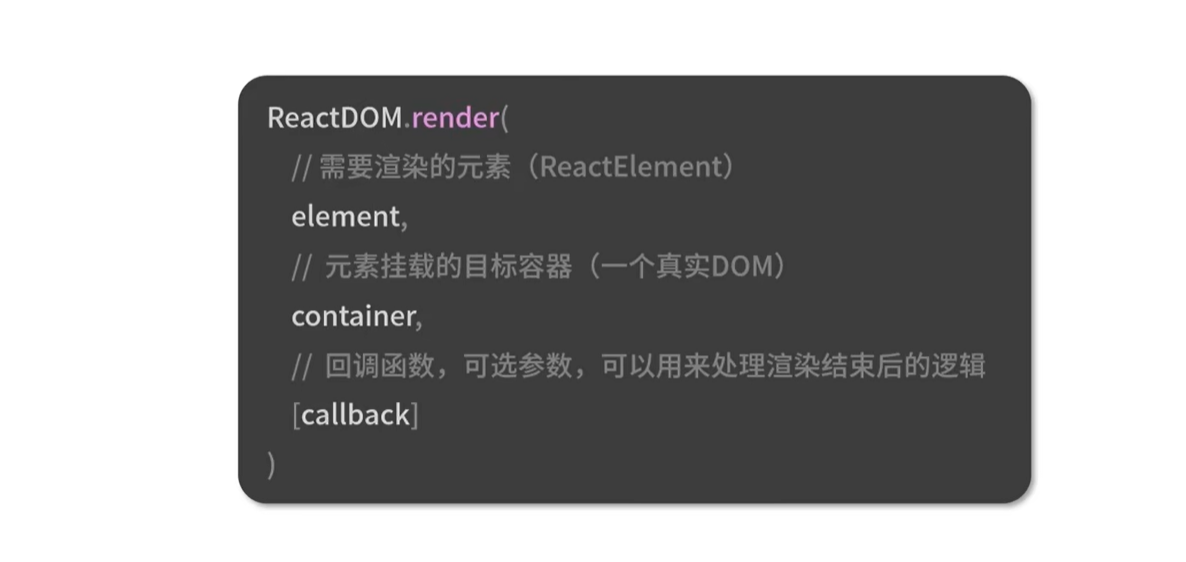 ReactDOM.render(
// 需要渲染的元素（ReactElement）
element,
// 元素挂载的目标容器（一个真实DOM）
container,
// 回调函数，可选参数，可以用来处理渲染结束后的逻辑
[callback]
)